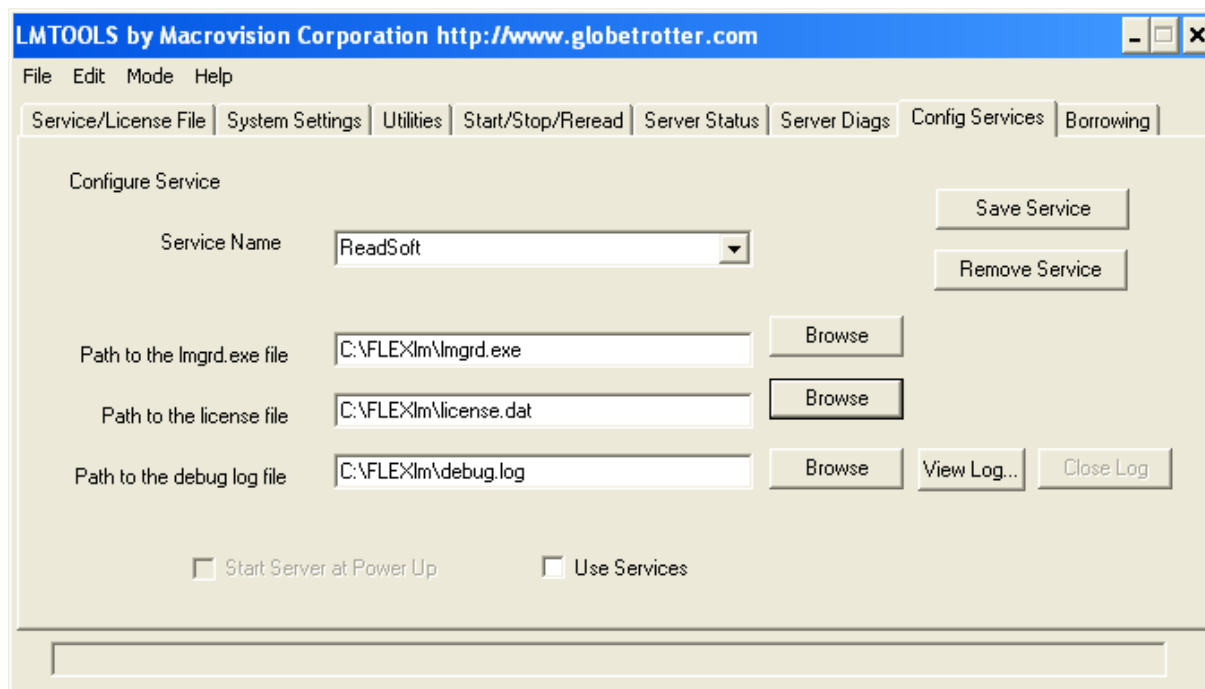 LMTOOLS by Macrovision Corporation http://www.globetrotter.com
File Edit Mode Help
Service/License File System Settings Utilities Start/Stop/Reread Server Status Server Diags Config Services Borrowing
Configure Service
Save Service
Service Name ReadSoft
Remove Service
Path to the lmgrd.exe file C:\FLEXlm\lmgrd.exe Browse
Path to the license file C:\FLEXlm\license.dat Browse
Path to the debug log file C:\FLEXlm\debug.log Browse View Log... Close Log
Start Server at Power Up Use Services